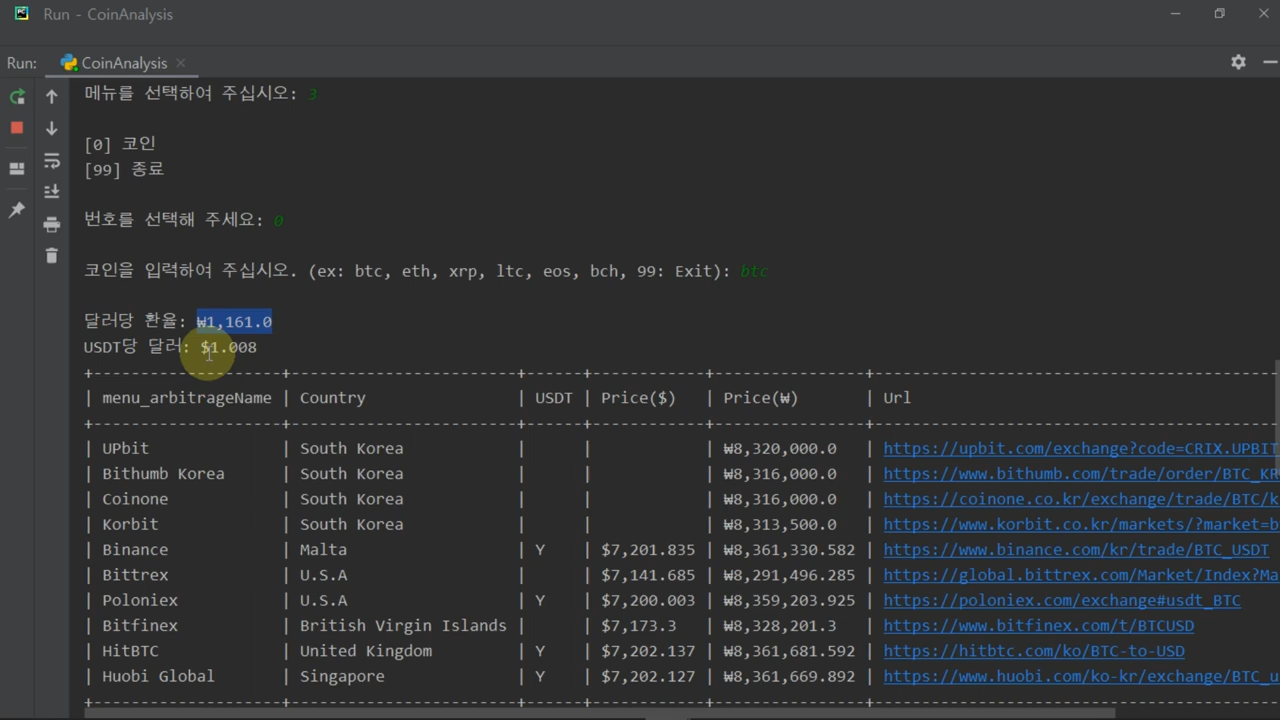 Run - CoinAnalysis
Run: CoinAnalysis
메뉴를 선택하여 주십시오: 3
[0] 코인
[99] 종료
번호를 선택해 주세요: 0
코인을 입력하여 주십시오. (ex: btc, eth, xrp, ltc, eos, bch, 99: Exit): btc
달러당 환율: ₩1,161.0
USDT당 달러: $1.008
| menu_arbitrageName | Country | USDT | Price($) | Price(₩) | Url
| UPbit | South Korea | | | ₩8,320,000.0 | https://upbit.com/exchange?code=CRIX.UPBIT
| Bithumb Korea | South Korea | | | ₩8,316,000.0 | https://www.bithumb.com/trade/order/BTC_KR
| Coinone | South Korea | | | ₩8,316,000.0 | https://coinone.co.kr/exchange/trade/BTC/k
| Korbit | South Korea | | | ₩8,313,500.0 | https://www.korbit.co.kr/markets/?market=b
| Binance | Malta | Y | $7,201.835 | ₩8,361,330.582 | https://www.binance.com/kr/trade/BTC_USDT
| Bittrex | U.S.A | | $7,141.685 | ₩8,291,496.285 | https://global.bittrex.com/Market/Index?Ma
| Poloniex | U.S.A | Y | $7,200.003 | ₩8,359,203.925 | https://poloniex.com/exchange#usdt_BTC
| Bitfinex | British Virgin Islands | | $7,173.3 | ₩8,328,201.3 | https://www.bitfinex.com/t/BTCUSD
| HitBTC | United Kingdom | Y | $7,202.137 | ₩8,361,681.592 | https://hitbtc.com/ko/BTC-to-USD
| Huobi Global | Singapore | Y | $7,202.127 | ₩8,361,669.892 | https://www.huobi.com/ko-kr/exchange/BTC_u